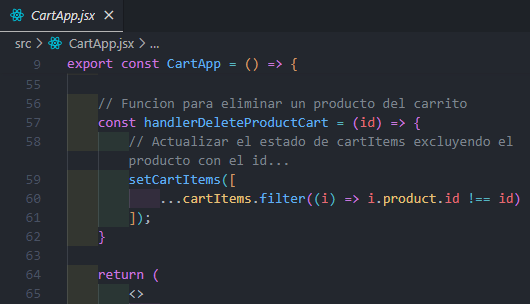 CartApp.jsx ×
src > CartApp.jsx > ...
9 export const CartApp = () => {
55
56 // Funcion para eliminar un producto del carrito
57 const handlerDeleteProductCart = (id) => {
58 // Actualizar el estado de cartItems excluyendo el
producto con el id...
59 setCartItems([
60 ...cartItems.filter((i) => i.product.id !== id)
61 ]);
62 }
63
64 return (
65 <>